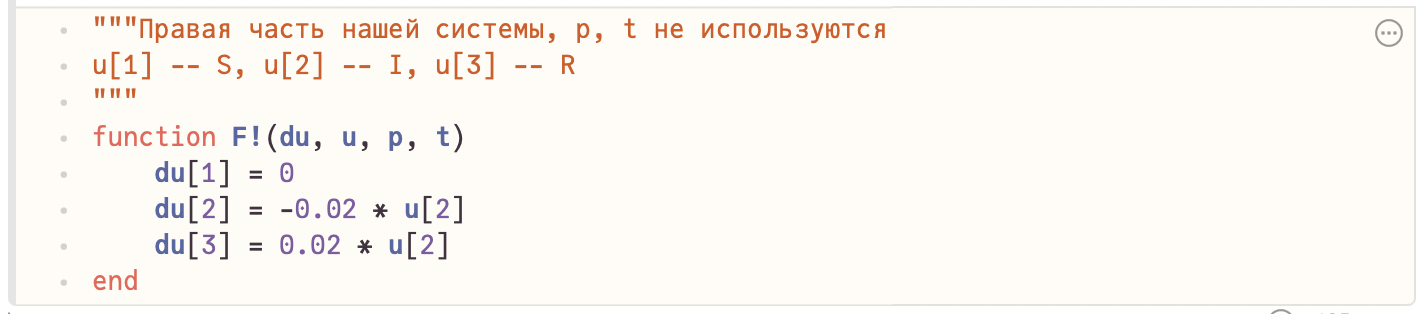 """Правая часть нашей системы, p, t не используются
u[1] -- S, u[2] -- I, u[3] -- R
"""
function F!(du, u, p, t)
    du[1] = 0
    du[2] = -0.02 * u[2]
    du[3] = 0.02 * u[2]
end